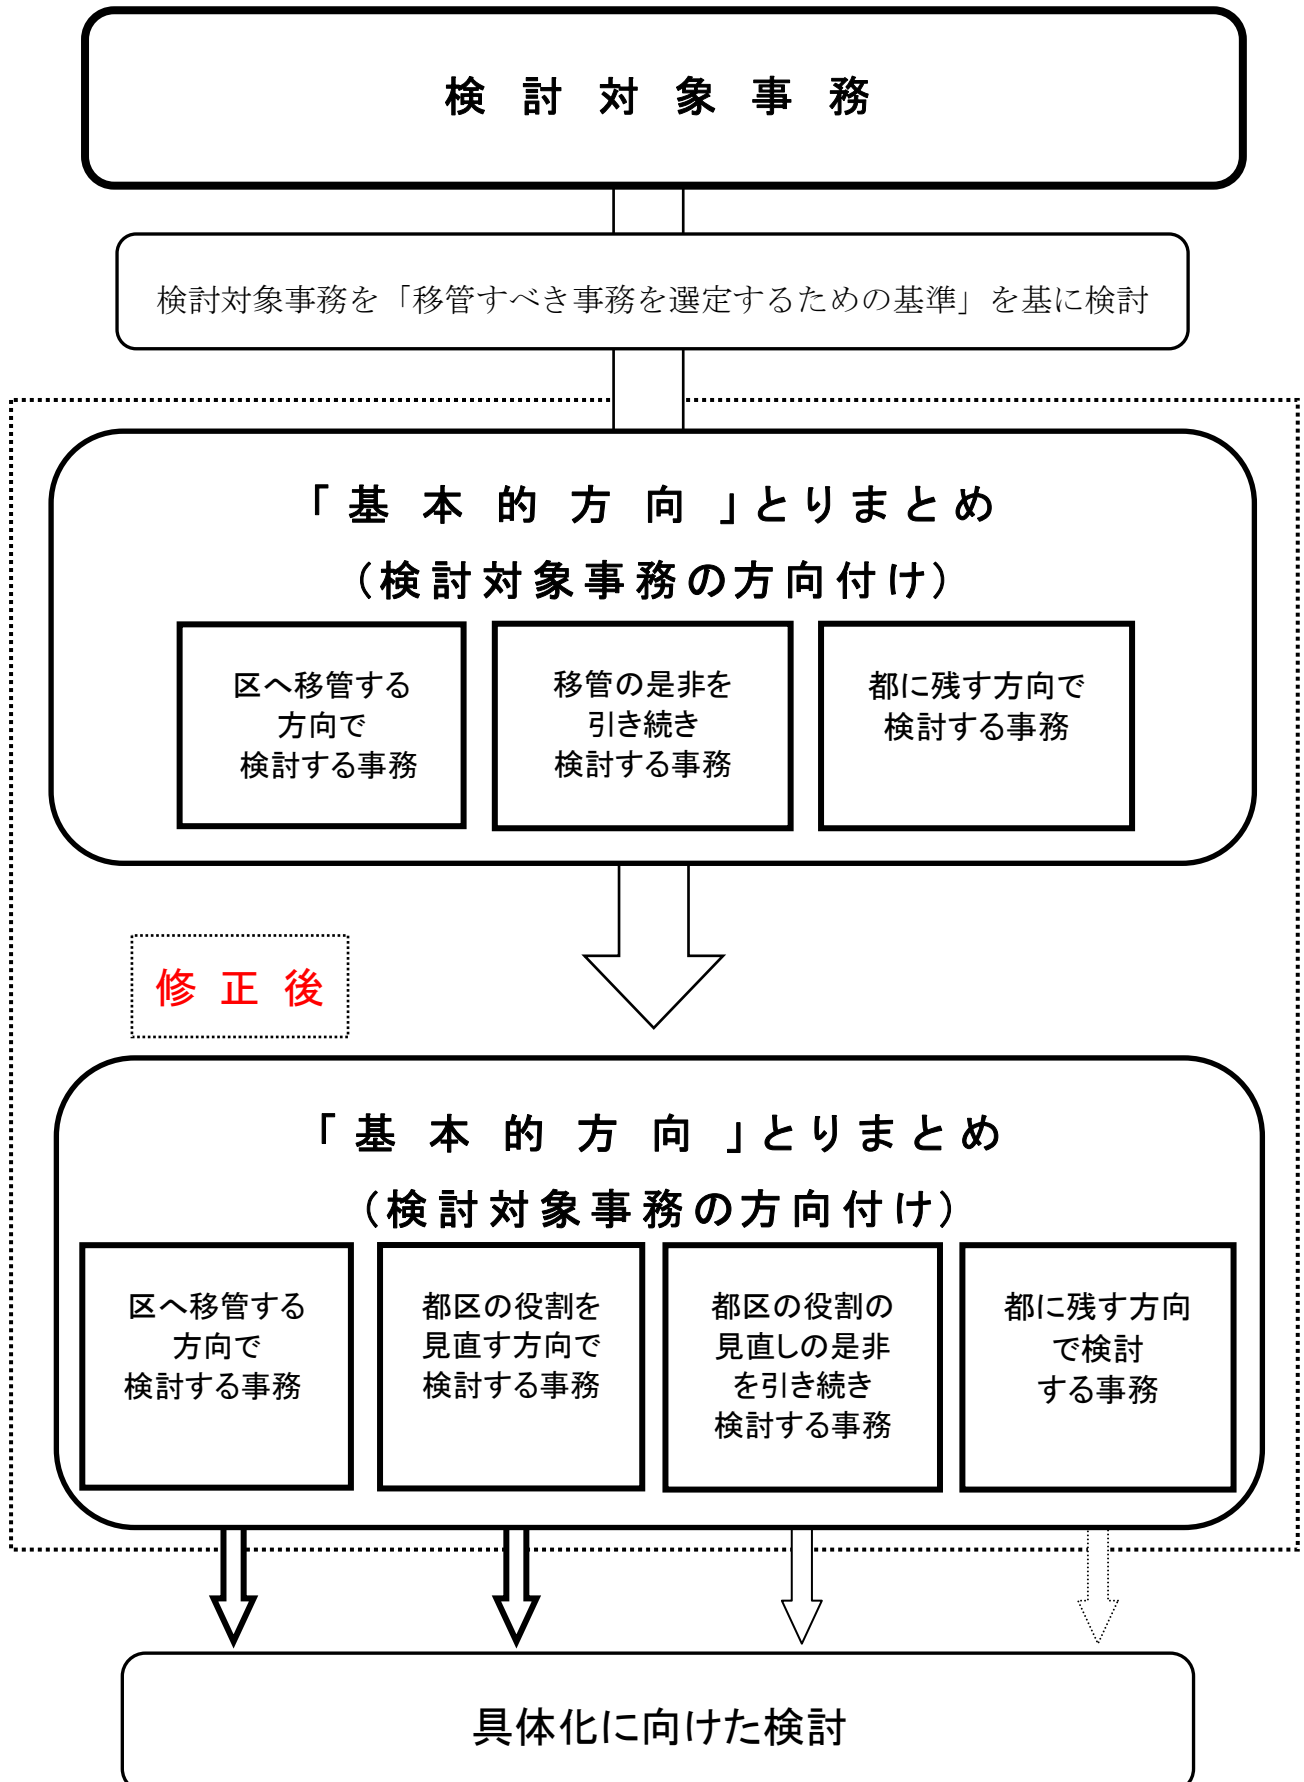 検討対象事務
検討対象事務を「移管すべき事務を選定するための基準」を基に検討
「基本的方向」とりまとめ
（検討対象事務の方向付け）
区へ移管する
方向で
検討する事務
移管の是非を
引き続き
検討する事務
都に残す方向で
検討する事務
修正後
「基本的方向」とりまとめ
（検討対象事務の方向付け）
区へ移管する
方向で
検討する事務
都区の役割を
見直す方向で
検討する事務
都区の役割の
見直しの是非
を引き続き
検討する事務
都に残す方向
で検討
する事務
具体化に向けた検討